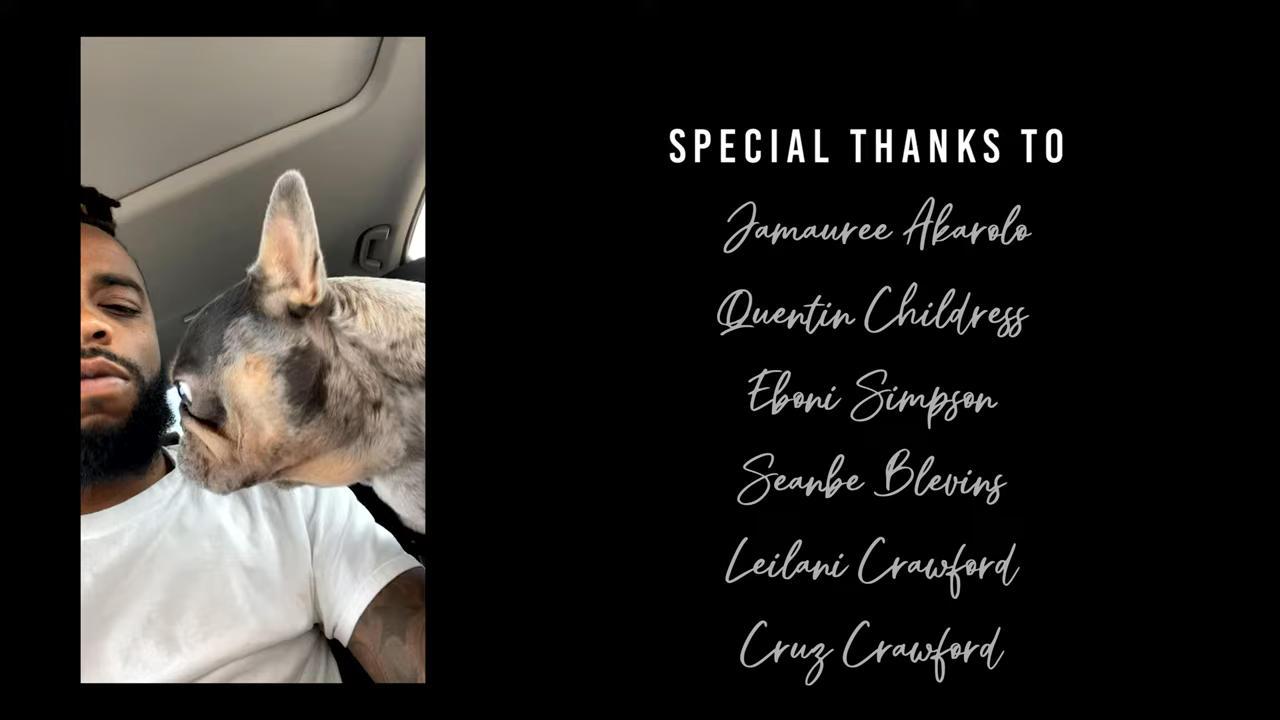 SPECIAL THANKS TO
Jamauree Akarolo
Quentin Childress
Eboni Simpson
Seanbe Blevins
Leilani Crawford
Cruz Crawford